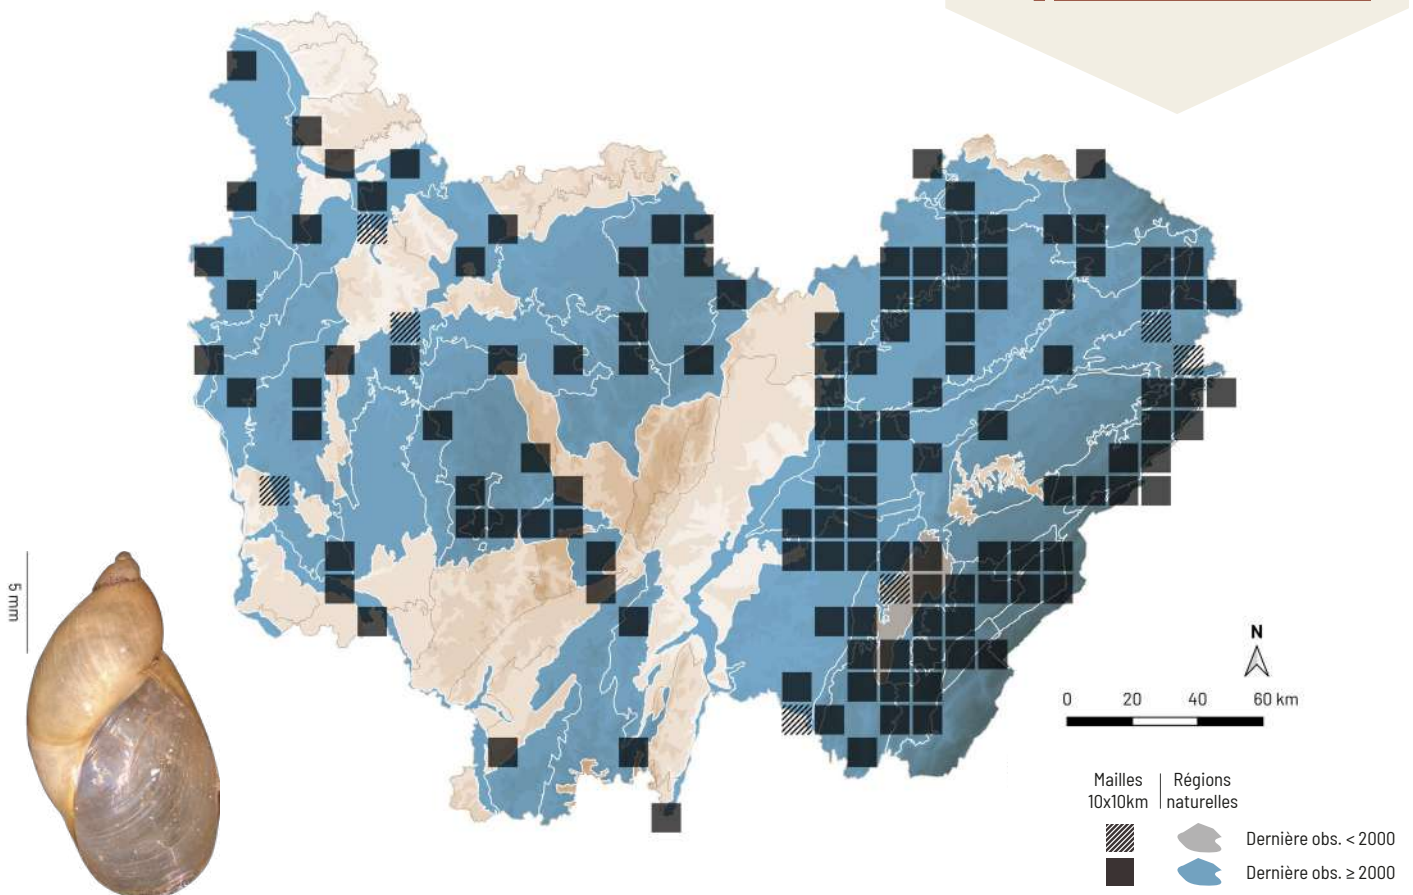 5 mm
N
0 20 40 60 km
Mailles
10x10km
Régions
naturelles
Dernière obs. < 2000
Dernière obs. ≥ 2000